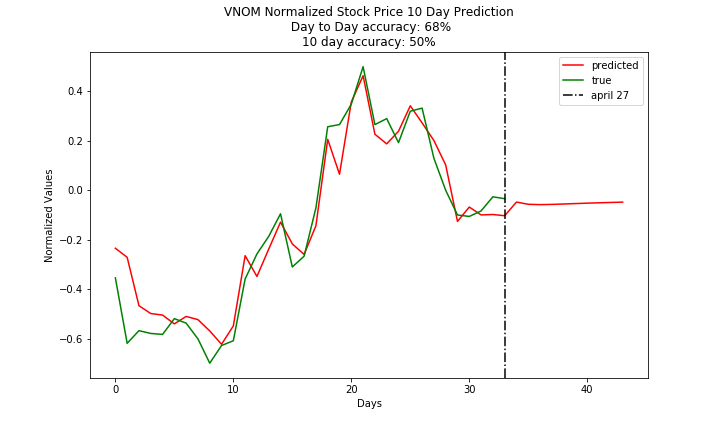 VNOM Normalized Stock Price 10 Day Prediction
Day to Day accuracy: 68%
10 day accuracy: 50%
predicted
true
april 27
0.4
0.2
0.0
−0.2
−0.4
−0.6
Normalized Values
0 10 20 30 40
Days